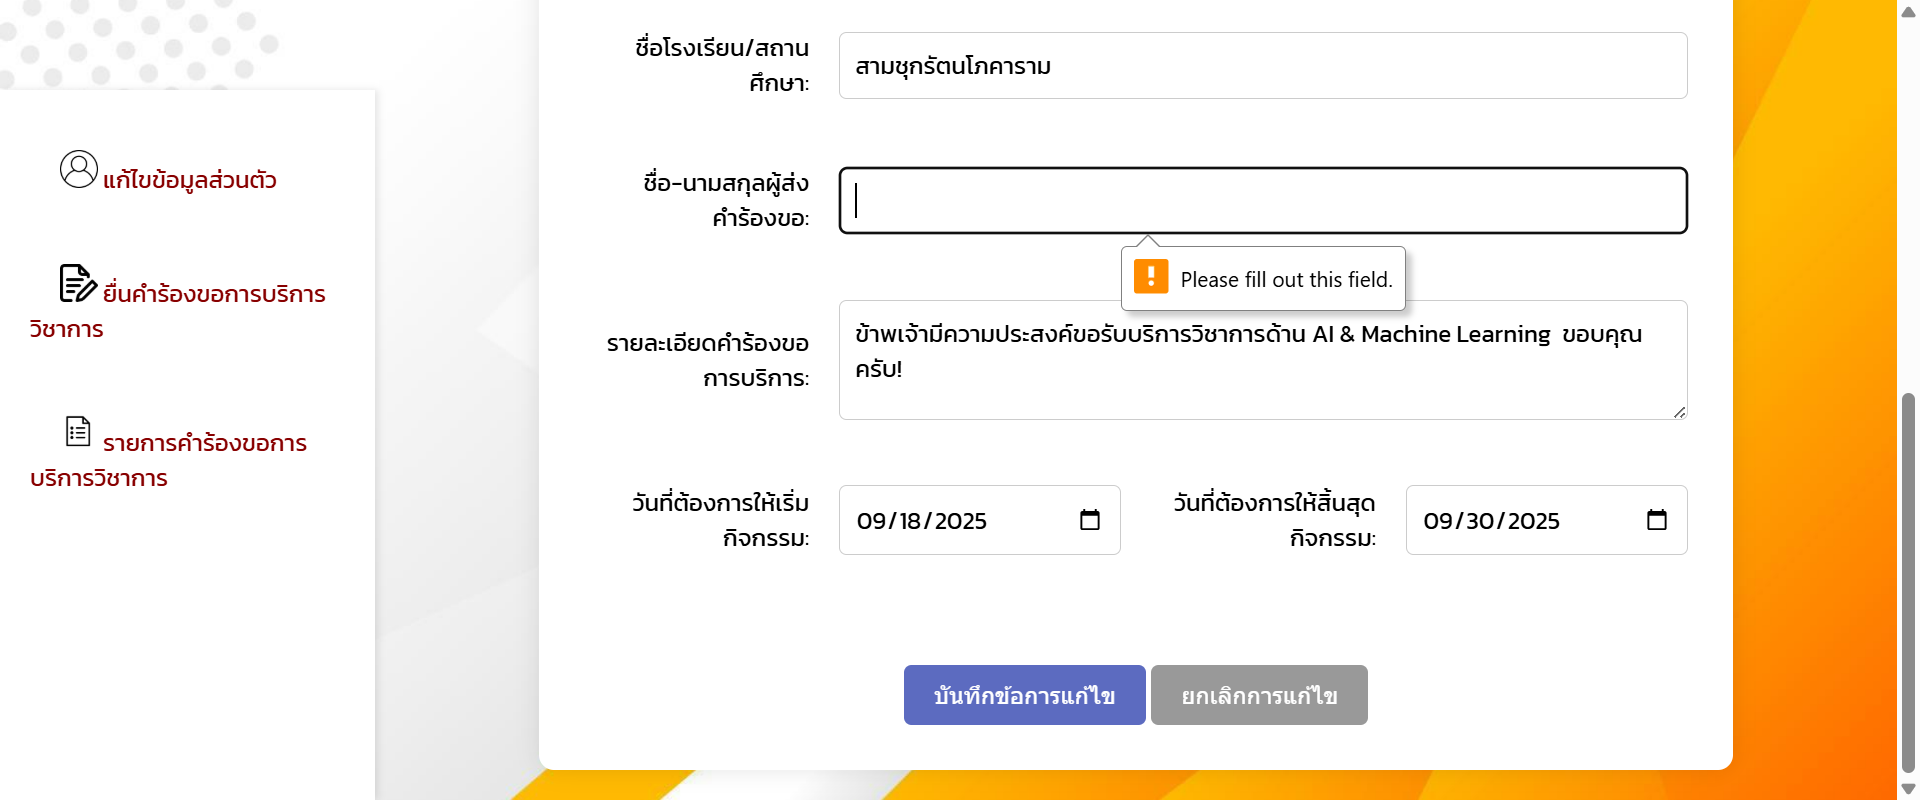 แก้ไขข้อมูลส่วนตัว
ยื่นคำร้องขอการบริการ
วิชาการ
รายการคำร้องขอการ
บริการวิชาการ
ชื่อโรงเรียน/สถาน
ศึกษา:
สามชุกรัตนโภคาราม
ชื่อ-นามสกุลผู้ส่ง
คำร้องขอ:
Please fill out this field.
รายละเอียดคำร้องขอ
การบริการ:
ข้าพเจ้ามีความประสงค์ขอรับบริการวิชาการด้าน AI & Machine Learning  ขอบคุณ
ครับ!
วันที่ต้องการให้เริ่ม
กิจกรรม:
09/18/2025
วันที่ต้องการให้สิ้นสุด
กิจกรรม:
09/30/2025
บันทึกข้อการแก้ไข
ยกเลิกการแก้ไข